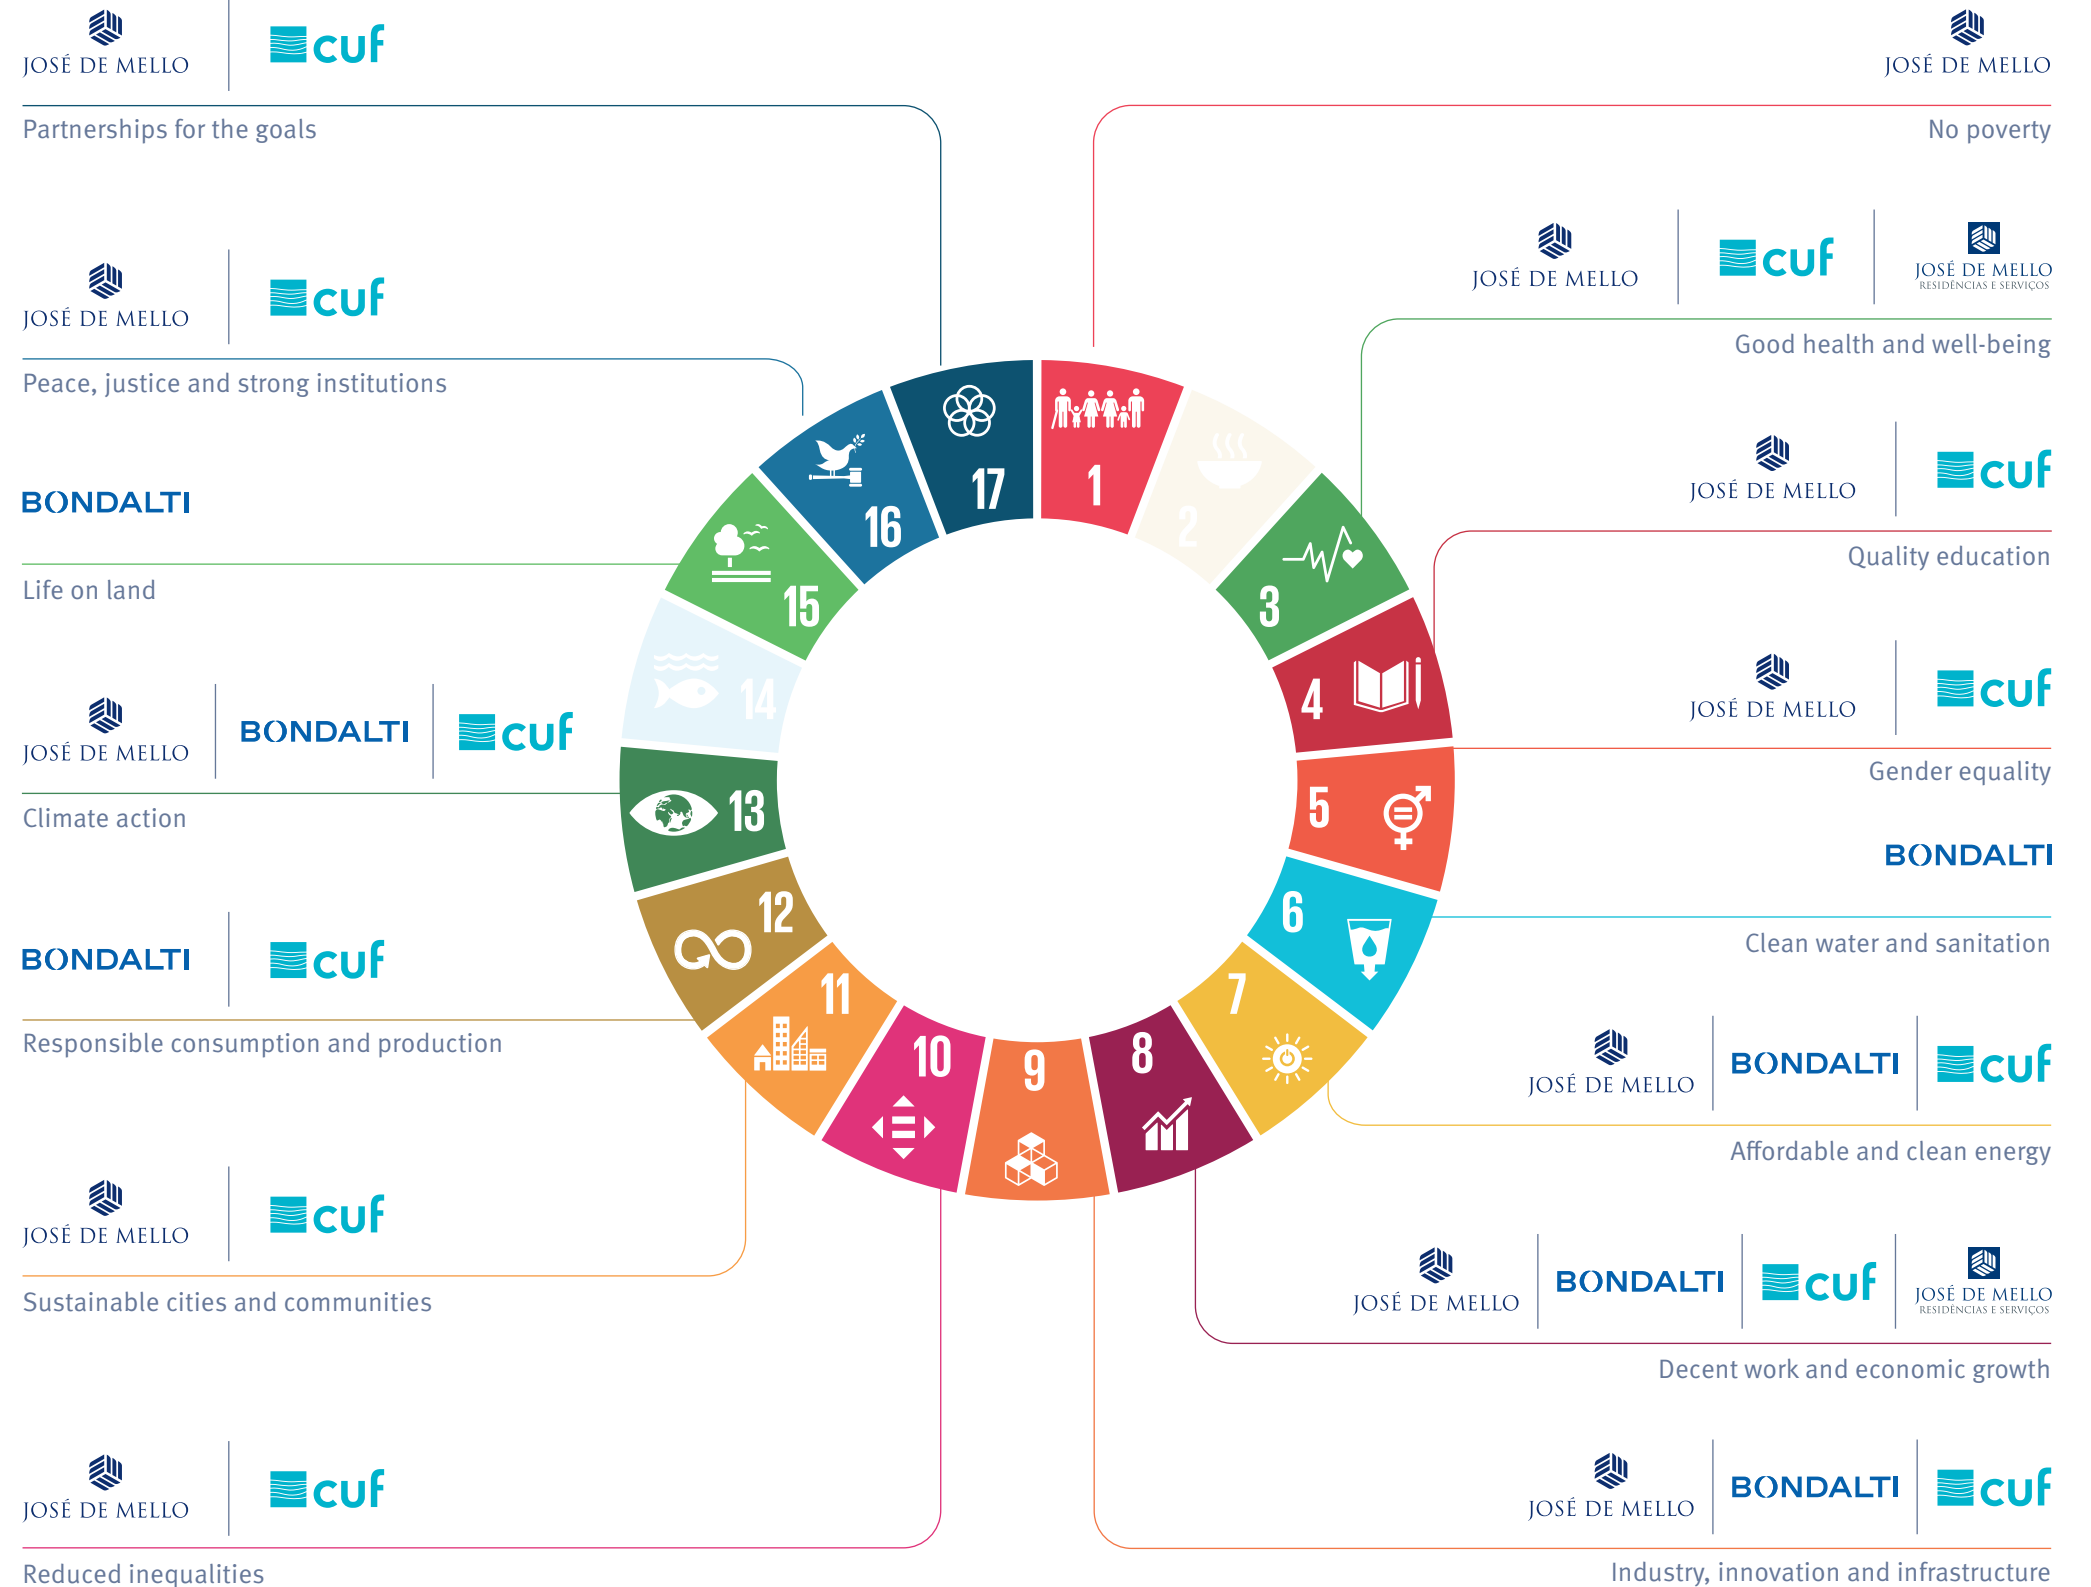 JOSÉ DE MELLO
cuf
Partnerships for the goals
JOSÉ DE MELLO
cuf
Peace, justice and strong institutions
BONDALTI
Life on land
JOSÉ DE MELLO
BONDALTI
cuf
Climate action
BONDALTI
cuf
Responsible consumption and production
JOSÉ DE MELLO
cuf
Sustainable cities and communities
JOSÉ DE MELLO
cuf
Reduced inequalities
1
2
3
4
5
6
7
8
9
10
11
12
13
14
15
16
17
JOSÉ DE MELLO
No poverty
JOSÉ DE MELLO
cuf
JOSÉ DE MELLO
RESIDÊNCIAS E SERVIÇOS
Good health and well-being
JOSÉ DE MELLO
cuf
Quality education
JOSÉ DE MELLO
cuf
Gender equality
BONDALTI
Clean water and sanitation
JOSÉ DE MELLO
BONDALTI
cuf
Affordable and clean energy
JOSÉ DE MELLO
BONDALTI
cuf
JOSÉ DE MELLO
RESIDÊNCIAS E SERVIÇOS
Decent work and economic growth
JOSÉ DE MELLO
BONDALTI
cuf
Industry, innovation and infrastructure